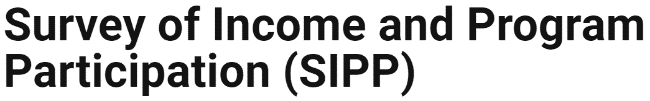 Survey of Income and Program
Participation (SIPP)